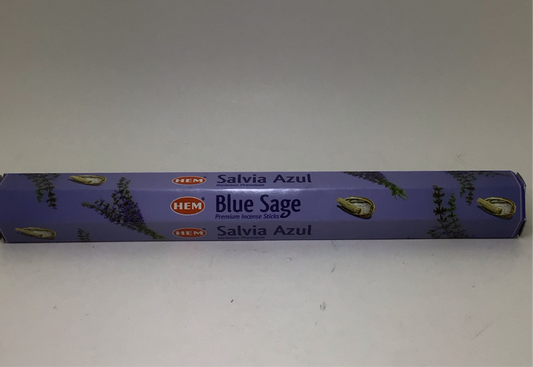 HEM Salvia Azul
HEM Blue Sage
Premium Incense Sticks
HEM Salvia Azul